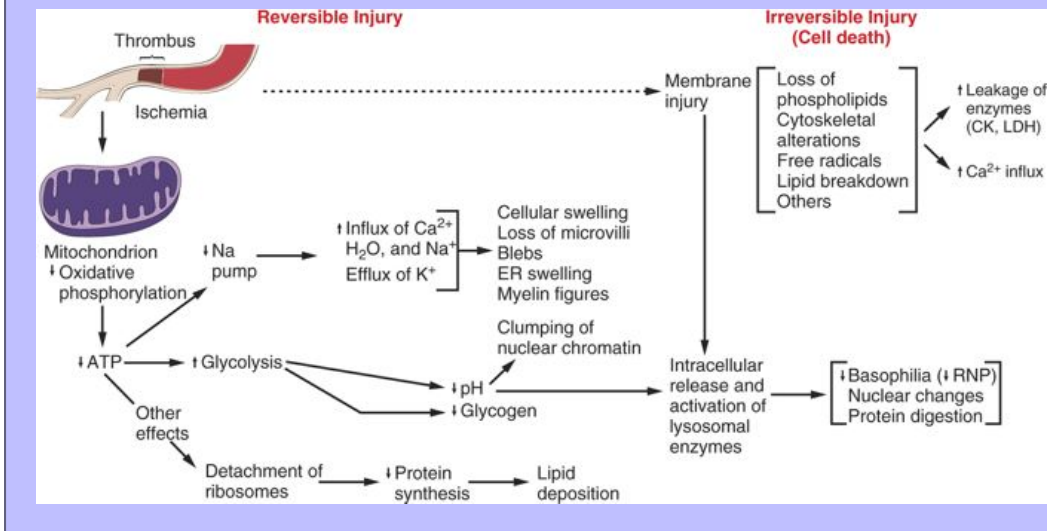 Reversible Injury
Irreversible Injury
(Cell death)
Thrombus
Ischemia
Membrane
injury
Loss of
phospholipids
Cytoskeletal
alterations
Free radicals
Lipid breakdown
Others
↑ Leakage of
enzymes
(CK, LDH)
↑ Ca²⁺ influx
Mitochondrion
↓ Oxidative
phosphorylation
↓ Na
pump
↑ Influx of Ca²⁺
H₂O, and Na⁺
Efflux of K⁺
Cellular swelling
Loss of microvilli
Blebs
ER swelling
Myelin figures
Clumping of
nuclear chromatin
↓ ATP
↑ Glycolysis
↓ pH
↓ Glycogen
Intracellular
release and
activation of
lysosomal
enzymes
↓ Basophilia (↓ RNP)
Nuclear changes
Protein digestion
Other
effects
Detachment of
ribosomes
↓ Protein
synthesis
Lipid
deposition